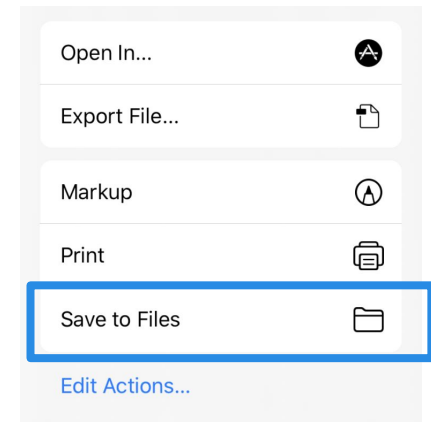 Open In...
Export File...
Markup
Print
Save to Files
Edit Actions...